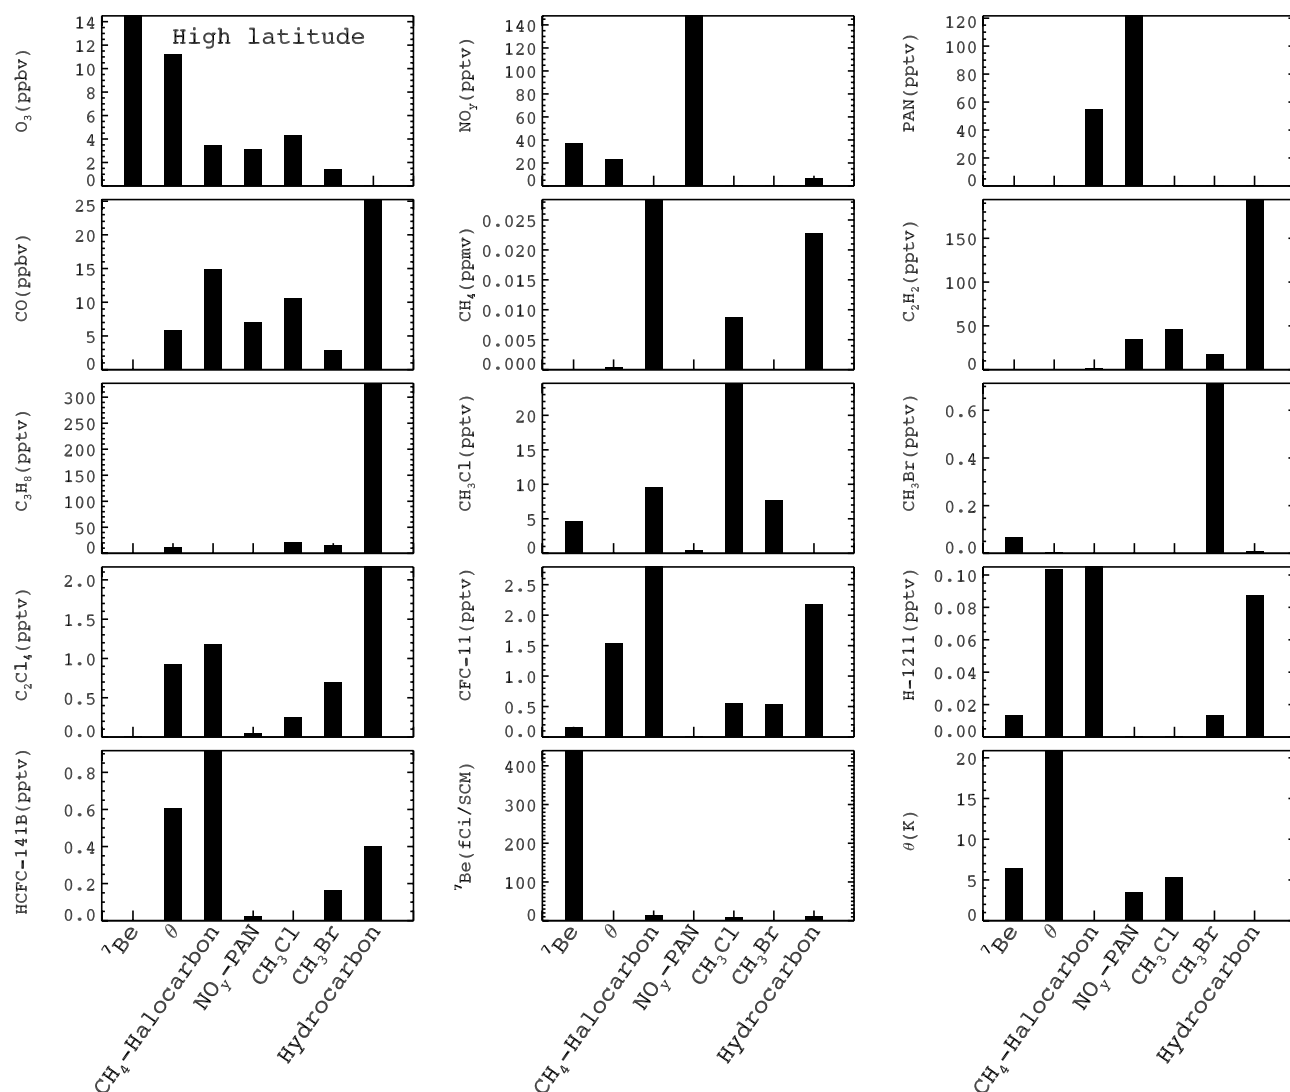 High latitude
O₃(ppbv)
14
12
10
8
6
4
2
0
NOy(pptv)
140
120
100
80
60
40
20
0
PAN(pptv)
120
100
80
60
40
20
0
CO(ppbv)
25
20
15
10
5
0
CH₄(ppmv)
0.025
0.020
0.015
0.010
0.005
0.000
C₂H₂(pptv)
150
100
50
0
C₃H₈(pptv)
300
250
200
150
100
50
0
CH₃Cl(pptv)
20
15
10
5
0
CH₃Br(pptv)
0.6
0.4
0.2
0.0
C₂Cl₄(pptv)
2.0
1.5
1.0
0.5
0.0
CFC-11(pptv)
2.5
2.0
1.5
1.0
0.5
0.0
H-1211(pptv)
0.10
0.08
0.06
0.04
0.02
0.00
HCFC-141B(pptv)
0.8
0.6
0.4
0.2
0.0
⁷Be(fCi/SCM)
400
300
200
100
0
θ(K)
20
15
10
5
0
⁷Be
θ
CH₄-Halocarbon
NOy-PAN
CH₃Cl
CH₃Br
Hydrocarbon
⁷Be
θ
CH₄-Halocarbon
NOy-PAN
CH₃Cl
CH₃Br
Hydrocarbon
⁷Be
θ
CH₄-Halocarbon
NOy-PAN
CH₃Cl
CH₃Br
Hydrocarbon